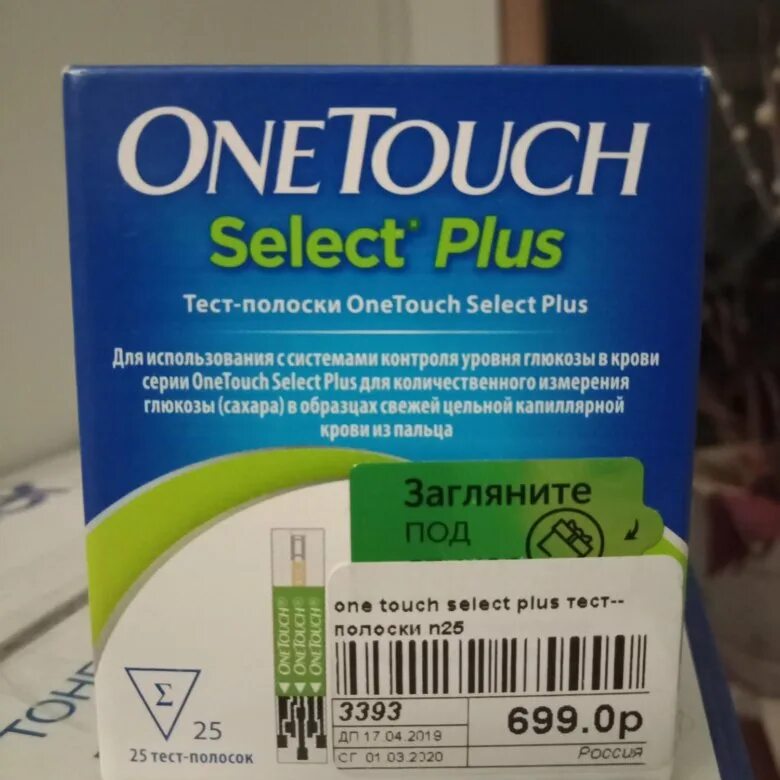 ONETOUCH
Select® Plus
Тест-полоски OneTouch Select Plus
Для использования с системами контроля уровня глюкозы в крови
серии OneTouch Select Plus для количественного измерения
глюкозы (сахара) в образцах свежей цельной капиллярной
крови из пальца
Загляните
под
one touch select plus тест--
полоски n25
3393
699.0р
ДП 17.04.2019
СГ 01.03.2020
Россия
ONETOUCH®
ONETOUCH®
ONETOUCH®
Σ
25
25 тест-полосок